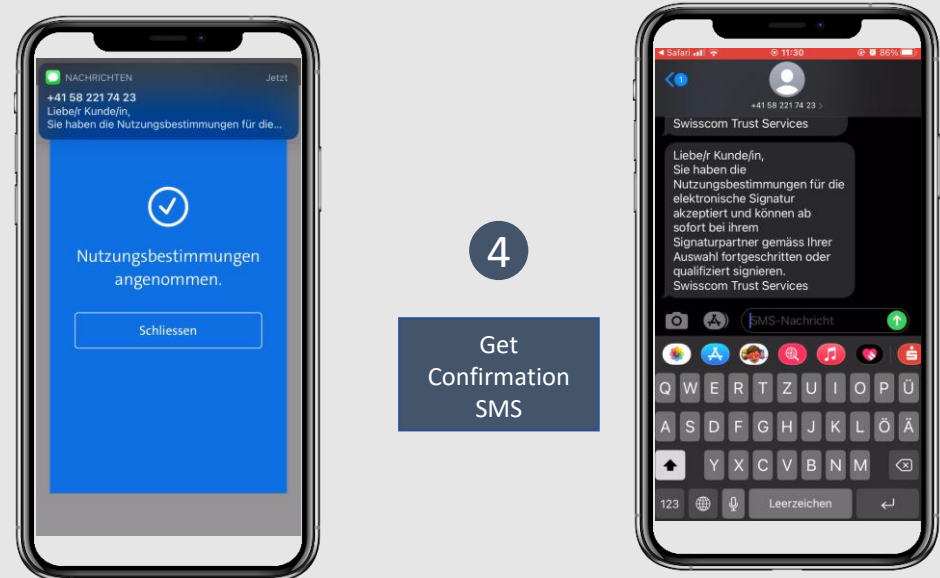 NACHRICHTEN Jetzt
+41 58 221 74 23
Liebe/r Kunde/in,
Sie haben die Nutzungsbestimmungen für die...
Nutzungsbestimmungen
angenommen.
Schliessen
4
Get
Confirmation
SMS
Safari 11:30 86%
1
+41 58 221 74 23
Swisscom Trust Services
Liebe/r Kunde/in,
Sie haben die
Nutzungsbestimmungen für die
elektronische Signatur
akzeptiert und können ab
sofort bei ihrem
Signaturpartner gemäss Ihrer
Auswahl fortgeschritten oder
qualifiziert signieren.
Swisscom Trust Services
SMS-Nachricht
Q W E R T Z U I O P Ü
A S D F G H J K L Ö Ä
Y X C V B N M
123 Leerzeichen